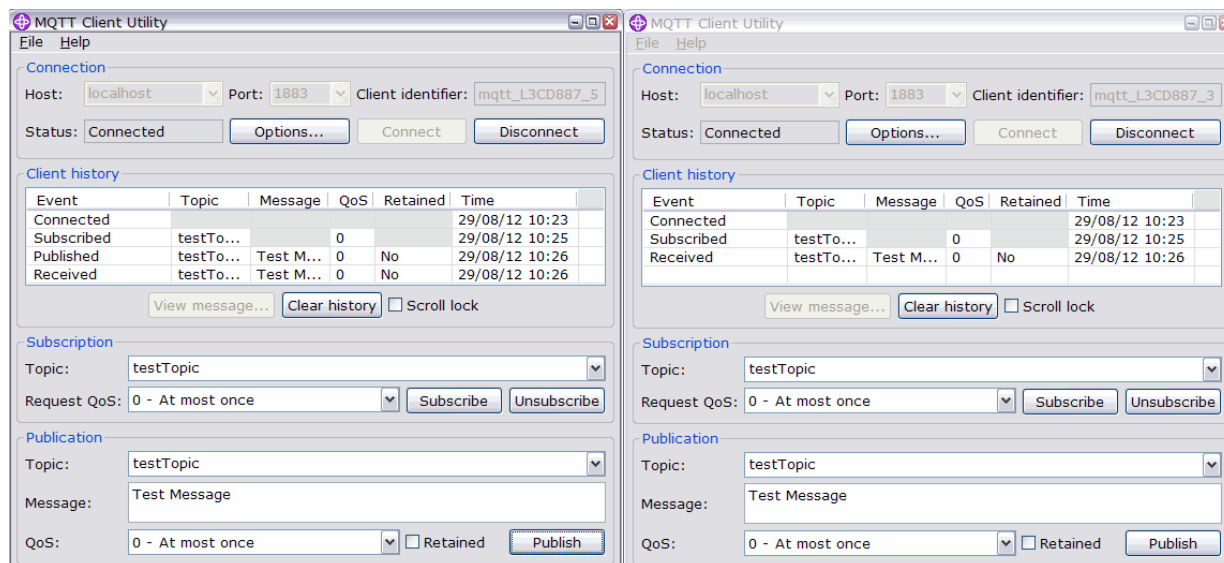 MQTT Client Utility
File Help
Connection
Host: localhost Port: 1883 Client identifier: mqtt_L3CD887_5
Status: Connected Options... Connect Disconnect
Client history
Event Topic Message QoS Retained Time
Connected 29/08/12 10:23
Subscribed testTo... 0 29/08/12 10:25
Published testTo... Test M... 0 No 29/08/12 10:26
Received testTo... Test M... 0 No 29/08/12 10:26
View message... Clear history Scroll lock
Subscription
Topic: testTopic
Request QoS: 0 - At most once Subscribe Unsubscribe
Publication
Topic: testTopic
Message: Test Message
QoS: 0 - At most once Retained Publish
MQTT Client Utility
File Help
Connection
Host: localhost Port: 1883 Client identifier: mqtt_L3CD887_3
Status: Connected Options... Connect Disconnect
Client history
Event Topic Message QoS Retained Time
Connected 29/08/12 10:23
Subscribed testTo... 0 29/08/12 10:25
Received testTo... Test M... 0 No 29/08/12 10:26
View message... Clear history Scroll lock
Subscription
Topic: testTopic
Request QoS: 0 - At most once Subscribe Unsubscribe
Publication
Topic: testTopic
Message: Test Message
QoS: 0 - At most once Retained Publish